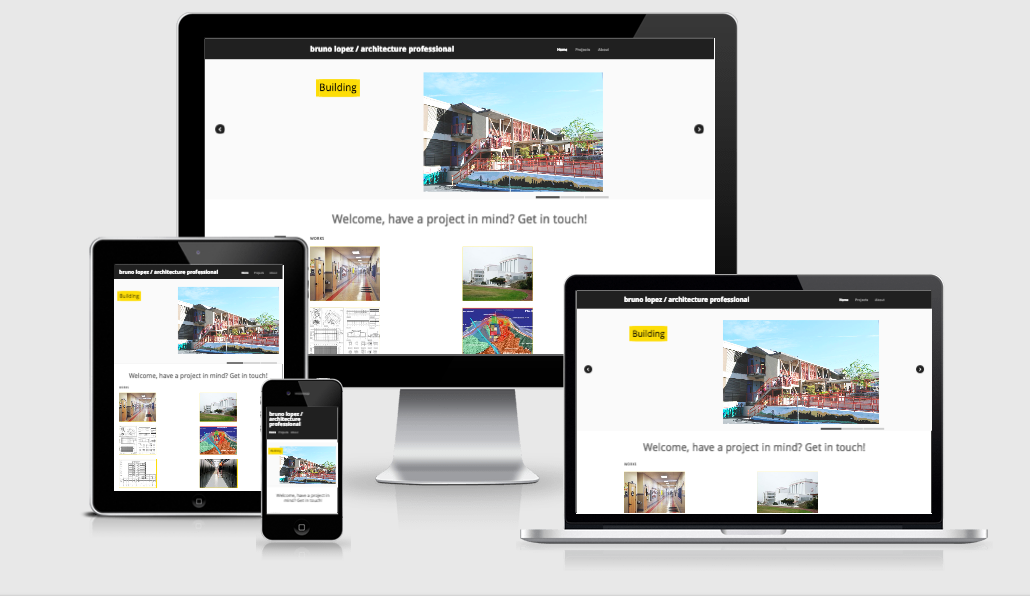 bruno lopez / architecture professional
Home Projects About
Building
Welcome, have a project in mind? Get in touch!
WORKS
bruno lopez / architecture professional
Home Projects About
Building
Welcome, have a project in mind? Get in touch!
WORKS
bruno lopez /
architecture
professional
Home Projects About
Building
Welcome, have a project in
mind? Get in touch!
bruno lopez / architecture professional
Home Projects About
Building
Welcome, have a project in mind? Get in touch!
WORKS